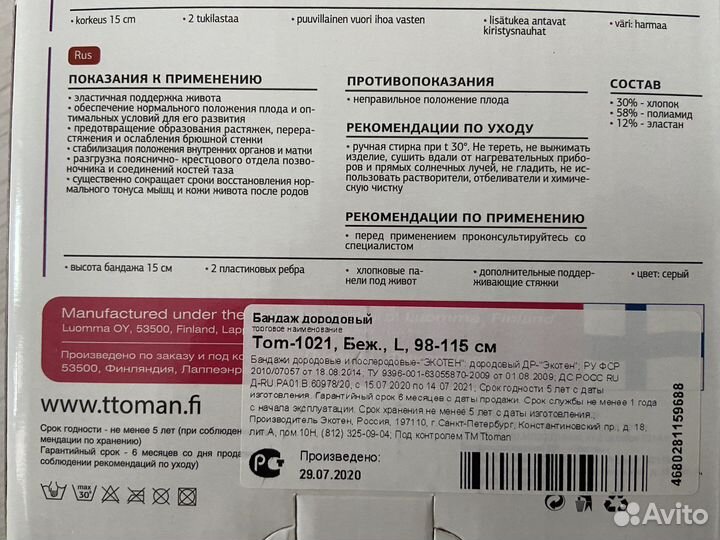 • korkeus 15 cm
• 2 tukilastaa
• puuvillainen vuori ihoa vasten
• lisätukea antavat
kiristysnauhat
• väri: harmaa
Rus
ПОКАЗАНИЯ К ПРИМЕНЕНИЮ
• эластичная поддержка живота
• обеспечение нормального положения плода и оп-
тимальных условий для его развития
• предотвращение образования растяжек, перера-
стяжения и ослабления брюшной стенки
• стабилизация положения внутренних органов и матки
• разгрузка пояснично- крестцового отдела позво-
ночника и соединений костей таза
• существенно сокращает сроки восстановления нор-
мального тонуса мышц и кожи живота после родов
ПРОТИВОПОКАЗАНИЯ
• неправильное положение плода
РЕКОМЕНДАЦИИ ПО УХОДУ
• ручная стирка при t 30°. Не тереть, не выжимать
изделие, сушить вдали от нагревательных прибо-
ров и прямых солнечных лучей, не гладить, не ис-
пользовать растворители, отбеливатели и химиче-
скую чистку
РЕКОМЕНДАЦИИ ПО ПРИМЕНЕНИЮ
• перед применением проконсультируйтесь со
специалистом
СОСТАВ
30% - хлопок
58% - полиамид
12% - эластан
• высота бандажа 15 см
• 2 пластиковых ребра
• хлопковые па-
нели под живот
• дополнительные поддер-
живающие стяжки
• цвет: серый
Manufactured under the
Luomma OY, 53500, Finland, Lapp
Произведено по заказу и под ко
53500, Финляндия, Лаппеэнр
www.ttoman.fi
Срок годности - не менее 5 лет (при соблюден
мендации по хранению)
Гарантийный срок - 6 месяцев со дня прода
соблюдении рекомендации по уходу)
max
30°
Бандаж дородовый
торговое наименование
Tom-1021, Беж., L, 98-115 см
Бандажи дородовые и послеродовые-"ЭКОТЕН": дородовый ДР-"Экотен"; РУ ФСР
2010/07057 от 18.08.2014; ТУ 9396-001-63055870-2009 от 01.08.2009; ДС РОСС RU
Д-RU.РА01.В.60978/20, с 15.07.2020 по 14.07.2021; Срок годности 5 лет с даты
изготовления. Гарантийный срок 6 месяцев с даты продажи. Срок службы не менее 1 года
с начала эксплуатации. Срок хранения не менее 5 лет с даты изготовления.;
Производитель Экотен, Россия, 197110, г.Санкт-Петербург, Константиновский пр., д. 18,
лит А, пом 10Н, (812) 325-09-04; Под контролем ТМ Ttoman
Произведено:
29.07.2020
4680281159688
Avito